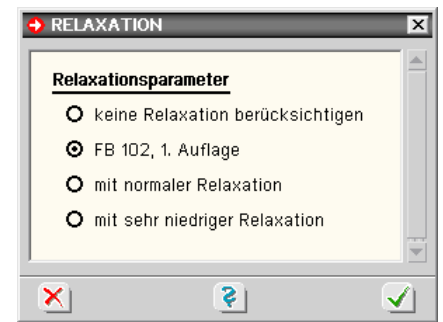 RELAXATION
Relaxationsparameter
keine Relaxation berücksichtigen
FB 102, 1. Auflage
mit normaler Relaxation
mit sehr niedriger Relaxation